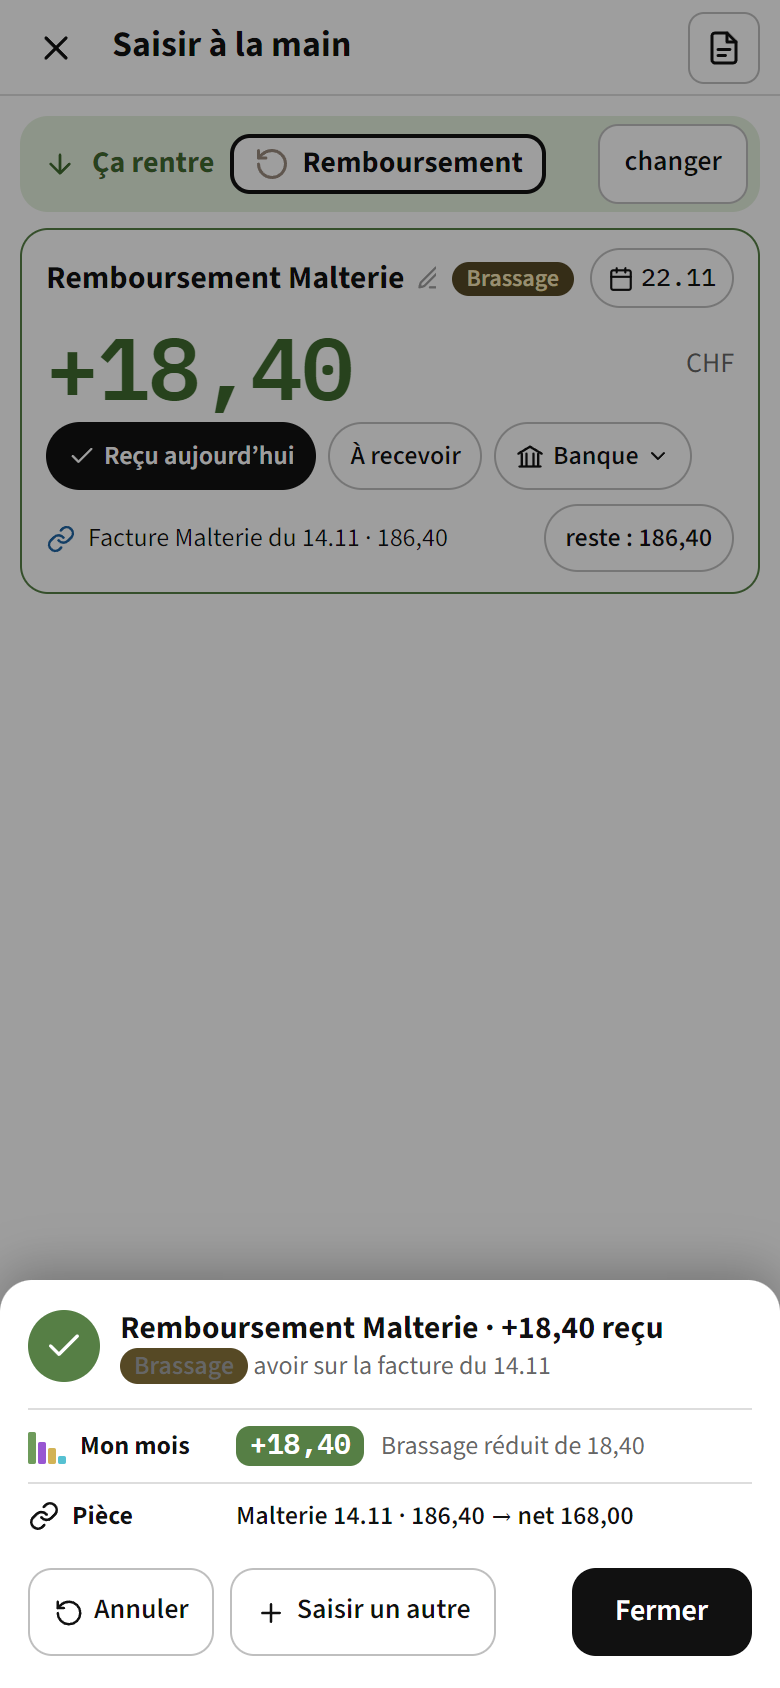 Saisir à la main
Ça rentre Remboursement changer
Remboursement Malterie Brassage 22.11
+18,40 CHF
Reçu aujourd’hui À recevoir Banque
Facture Malterie du 14.11 · 186,40 reste : 186,40
Remboursement Malterie · +18,40 reçu
Brassage avoir sur la facture du 14.11
Mon mois +18,40 Brassage réduit de 18,40
Pièce Malterie 14.11 · 186,40 → net 168,00
Annuler Saisir un autre Fermer